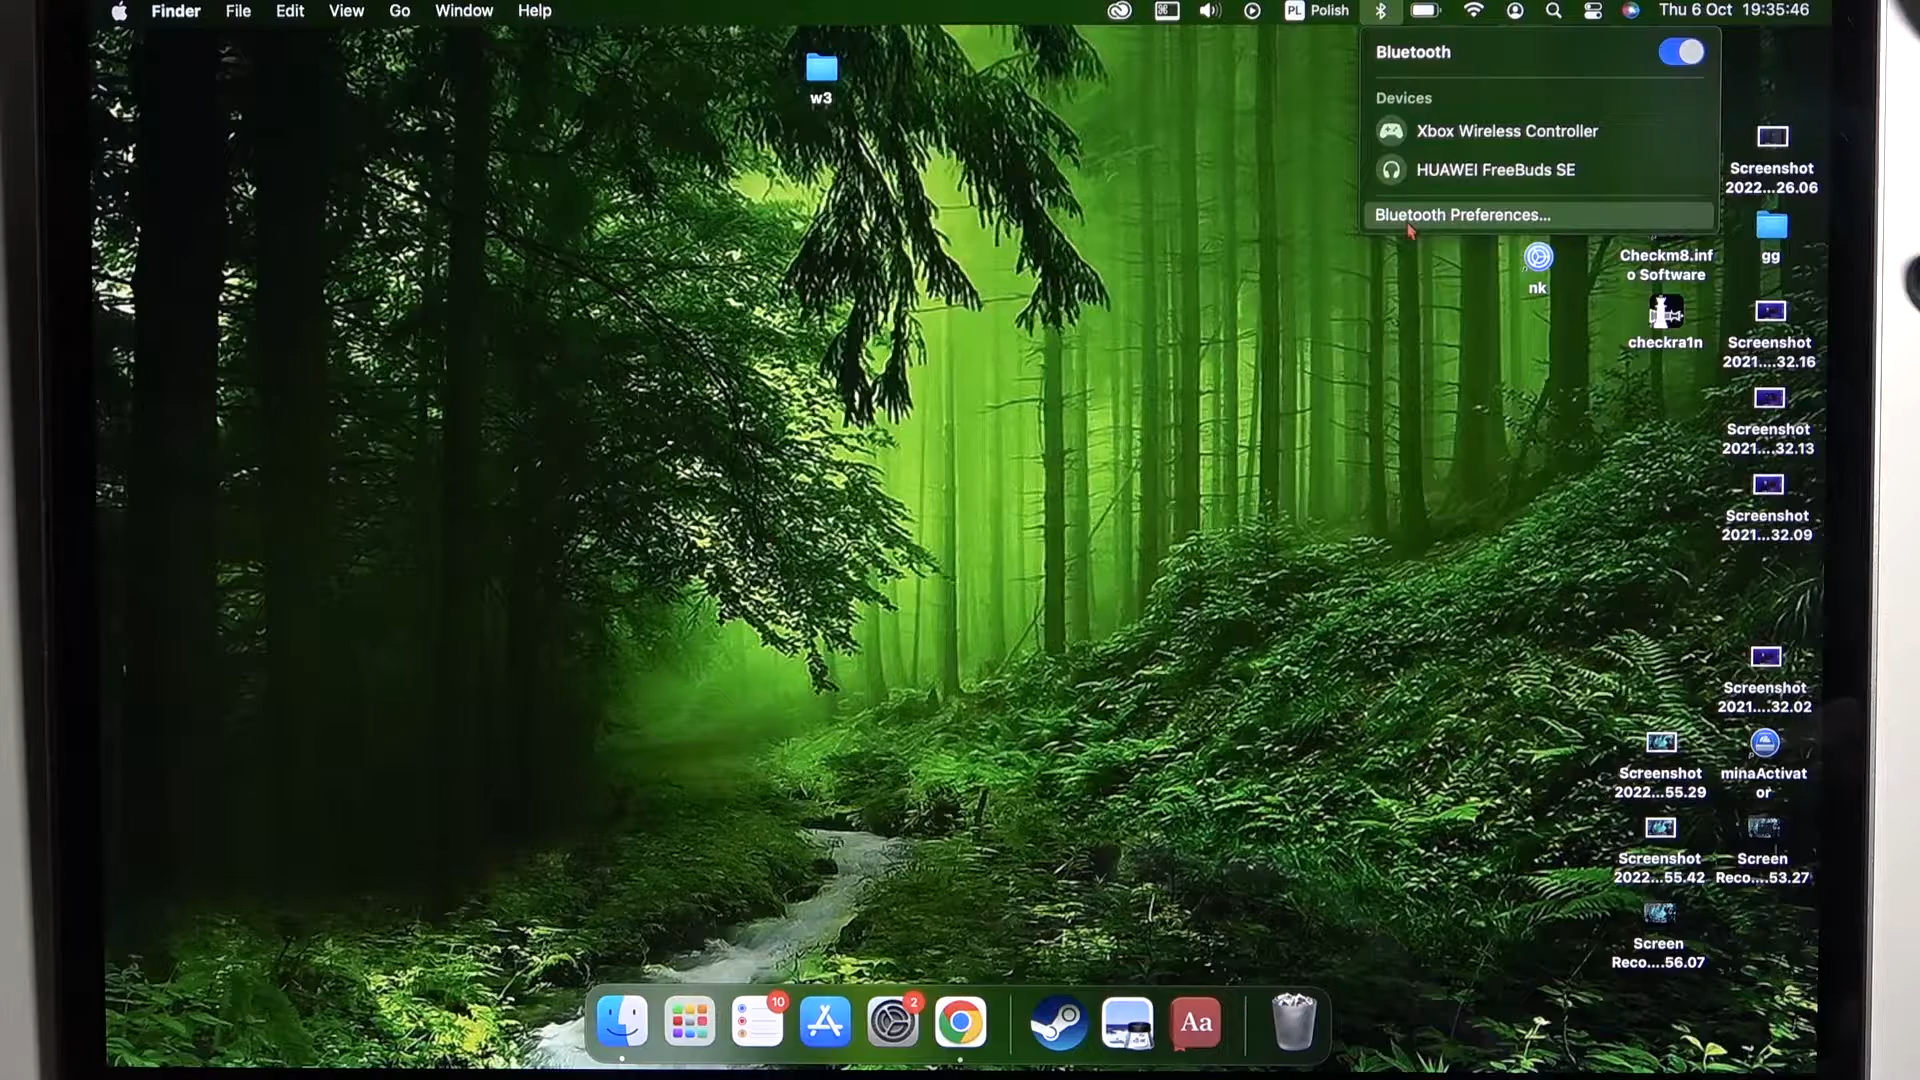 Finder File Edit View Go Window Help PL Polish Thu 6 Oct 19:35:46
Bluetooth
Devices
Xbox Wireless Controller
HUAWEI FreeBuds SE
Bluetooth Preferences...
w3
Screenshot
2022...26.06
nk
Checkm8.inf
o Software
gg
checkra1n
Screenshot
2021....32.16
Screenshot
2021....32.13
Screenshot
2021....32.09
Screenshot
2021....32.02
Screenshot
2022...55.29
minaActivat
or
Screenshot
2022...55.42
Screen
Reco....53.27
Screen
Reco....56.07
10
2
Aa